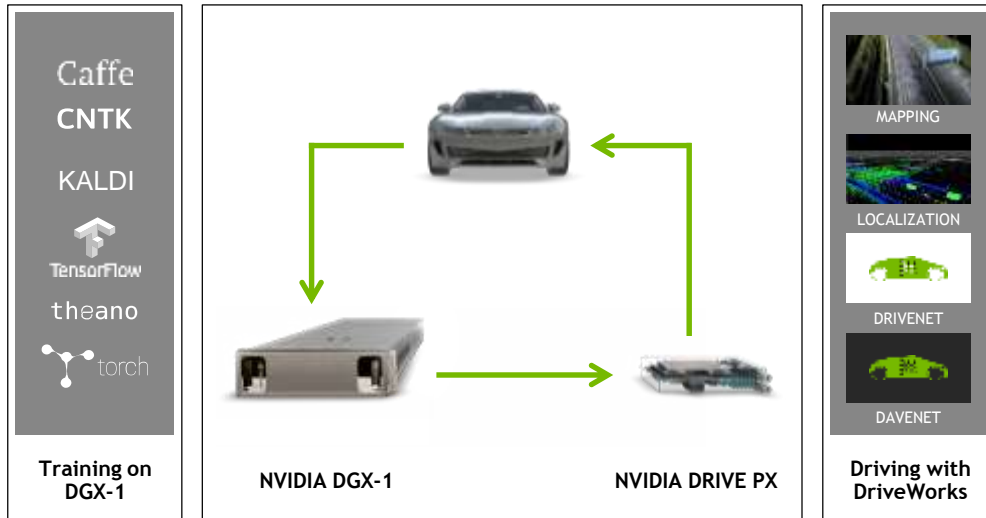 Caffe
CNTK
KALDI
TensorFlow
theano
torch
Training on
DGX-1
NVIDIA DGX-1
NVIDIA DRIVE PX
MAPPING
LOCALIZATION
DRIVENET
DAVENET
Driving with
DriveWorks